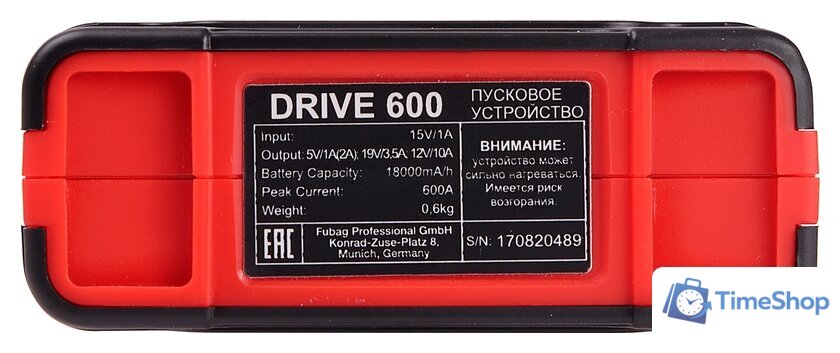 DRIVE 600
ПУСКОВОЕ
УСТРОЙСТВО
Input: 15V/1A
Output: 5V/1A(2A); 19V/3,5A; 12V/10A
Battery Capacity: 18000mA/h
Peak Current: 600A
Weight: 0,6kg
ВНИМАНИЕ:
устройство может
сильно нагреваться.
Имеется риск
возгорания.
EAC
Fubag Professional GmbH
Konrad-Zuse-Platz 8,
Munich, Germany
S/N: 170820489
TimeShop